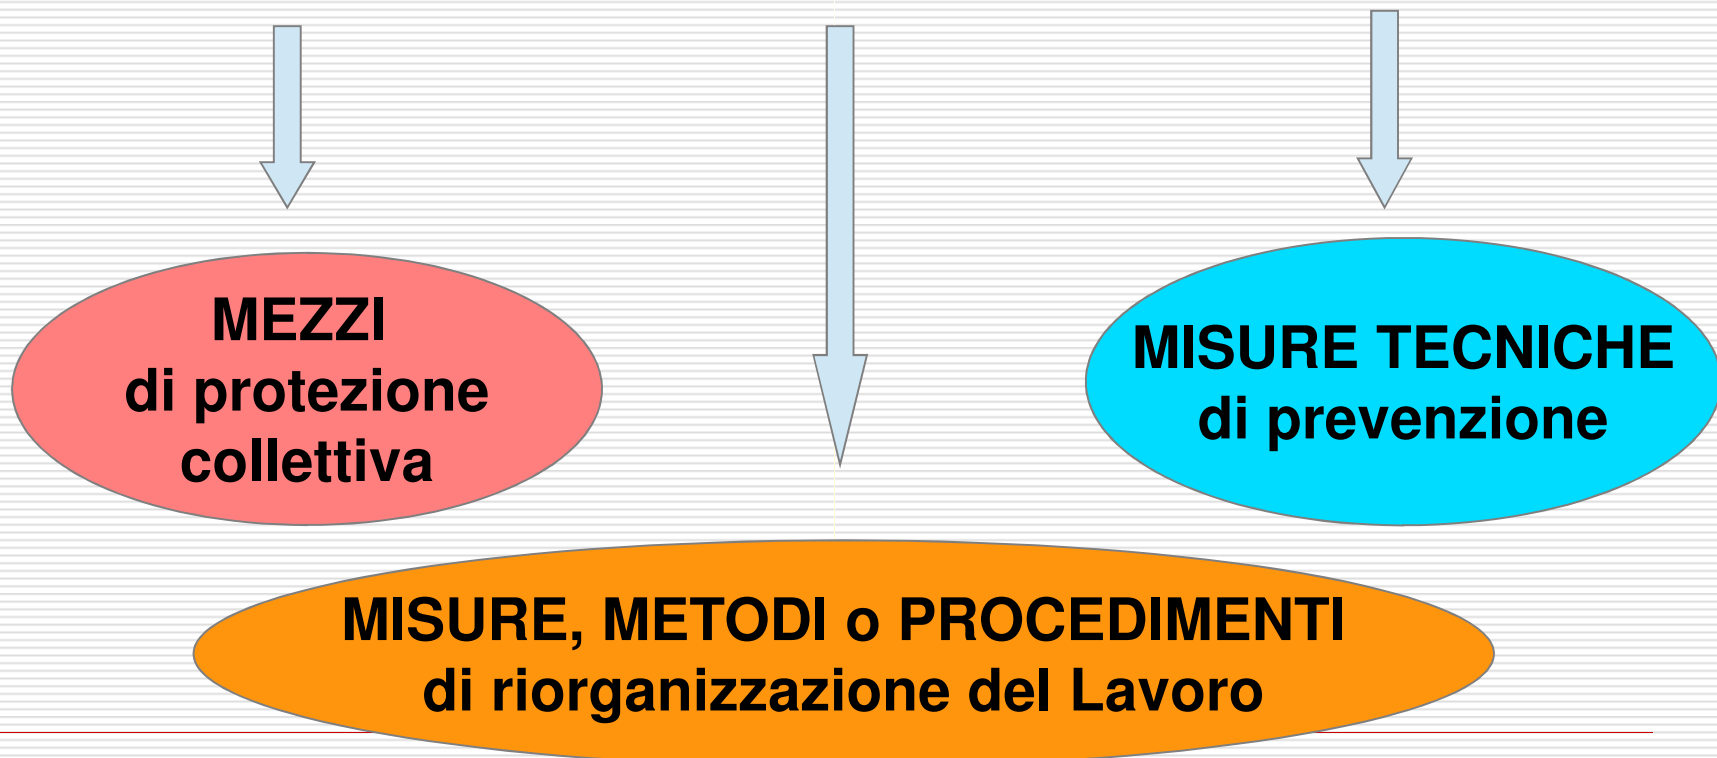 MEZZI
di protezione
collettiva
MISURE TECNICHE
di prevenzione
MISURE, METODI o PROCEDIMENTI
di riorganizzazione del Lavoro